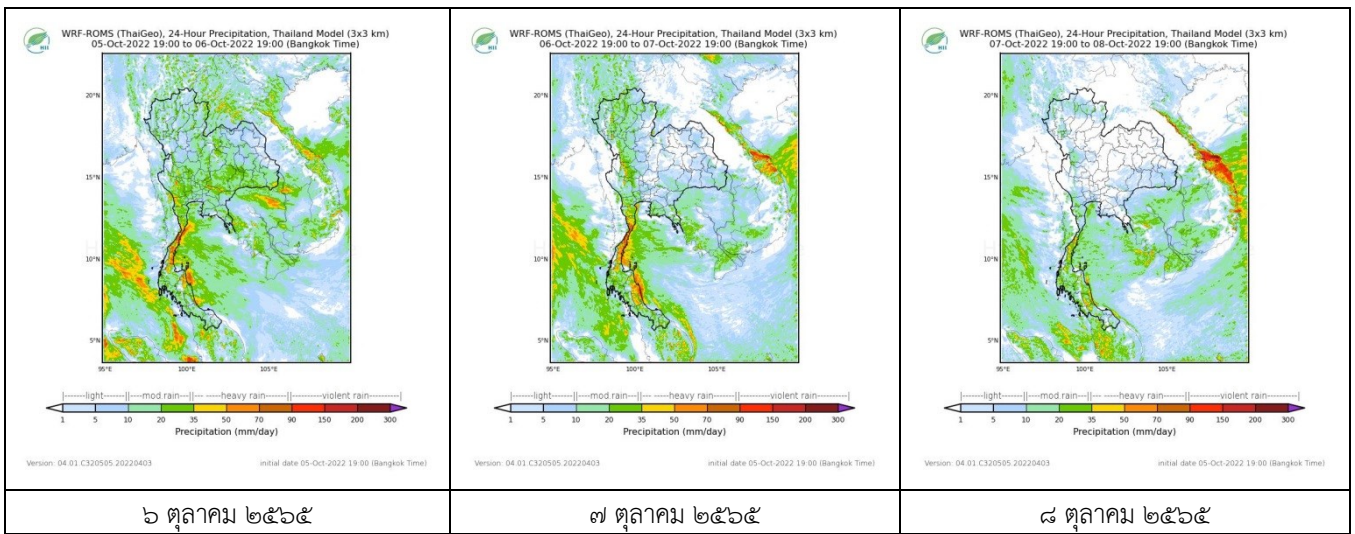 WRF-ROMS (ThaiGeo), 24-Hour Precipitation, Thailand Model (3x3 km)
05-Oct-2022 19:00 to 06-Oct-2022 19:00 (Bangkok Time)
HII
20°N
15°N
10°N
5°N
95°E 100°E 105°E
|-------light-----||----mod rain---||--- -----heavy rain------||------violent rain------|
1 5 10 20 35 50 70 90 150 200 300
Precipitation (mm/day)
Version: 04.01.C320505.20220403 initial date 05-Oct-2022 19:00 (Bangkok Time)
๖ ตุลาคม ๒๕๖๕
WRF-ROMS (ThaiGeo), 24-Hour Precipitation, Thailand Model (3x3 km)
06-Oct-2022 19:00 to 07-Oct-2022 19:00 (Bangkok Time)
HII
20°N
15°N
10°N
5°N
95°E 100°E 105°E
|-------light-----||----mod rain---||--- -----heavy rain------||------violent rain------|
1 5 10 20 35 50 70 90 150 200 300
Precipitation (mm/day)
Version: 04.01.C320505.20220403 initial date 05-Oct-2022 19:00 (Bangkok Time)
๗ ตุลาคม ๒๕๖๕
WRF-ROMS (ThaiGeo), 24-Hour Precipitation, Thailand Model (3x3 km)
07-Oct-2022 19:00 to 08-Oct-2022 19:00 (Bangkok Time)
HII
20°N
15°N
10°N
5°N
95°E 100°E 105°E
|-------light-----||----mod rain---||--- -----heavy rain------||------violent rain------|
1 5 10 20 35 50 70 90 150 200 300
Precipitation (mm/day)
Version: 04.01.C320505.20220403 initial date 05-Oct-2022 19:00 (Bangkok Time)
๘ ตุลาคม ๒๕๖๕